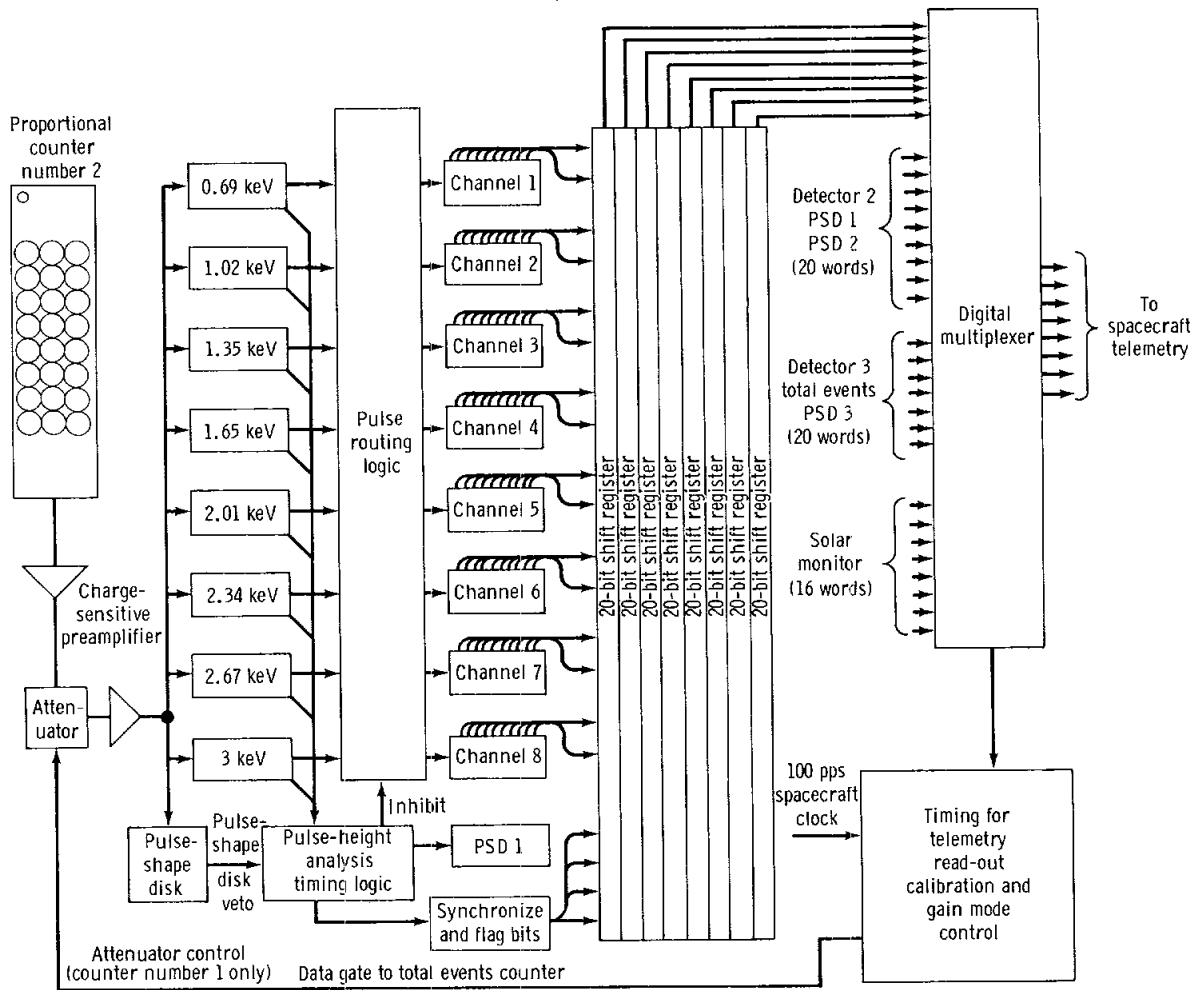 Proportional
counter
number 2
0.69 keV
1.02 keV
1.35 keV
1.65 keV
2.01 keV
2.34 keV
2.67 keV
3 keV
Charge-
sensitive
preamplifier
Atten-
uator
Pulse
routing
logic
Channel 1
Channel 2
Channel 3
Channel 4
Channel 5
Channel 6
Channel 7
Channel 8
20-bit shift register
20-bit shift register
20-bit shift register
20-bit shift register
20-bit shift register
20-bit shift register
20-bit shift register
20-bit shift register
Detector 2
PSD 1
PSD 2
(20 words)
Detector 3
total events
PSD 3
(20 words)
Solar
monitor
(16 words)
Digital
multiplexer
To
spacecraft
telemetry
Inhibit
Pulse-
shape
disk
Pulse-
shape
disk
veto
Pulse-height
analysis
timing logic
PSD 1
Synchronize
and flag bits
100 pps
spacecraft
clock
Timing for
telemetry
read-out
calibration and
gain mode
control
Attenuator control
(counter number 1 only)
Data gate to total events counter